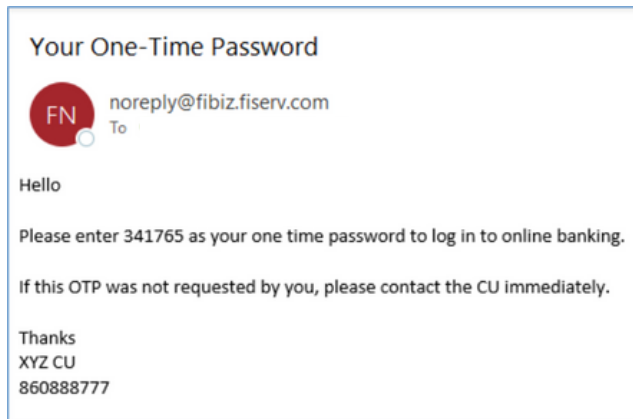 Your One-Time Password
FN
noreply@fibiz.fiserv.com
To
Hello
Please enter 341765 as your one time password to log in to online banking.
If this OTP was not requested by you, please contact the CU immediately.
Thanks
XYZ CU
860888777